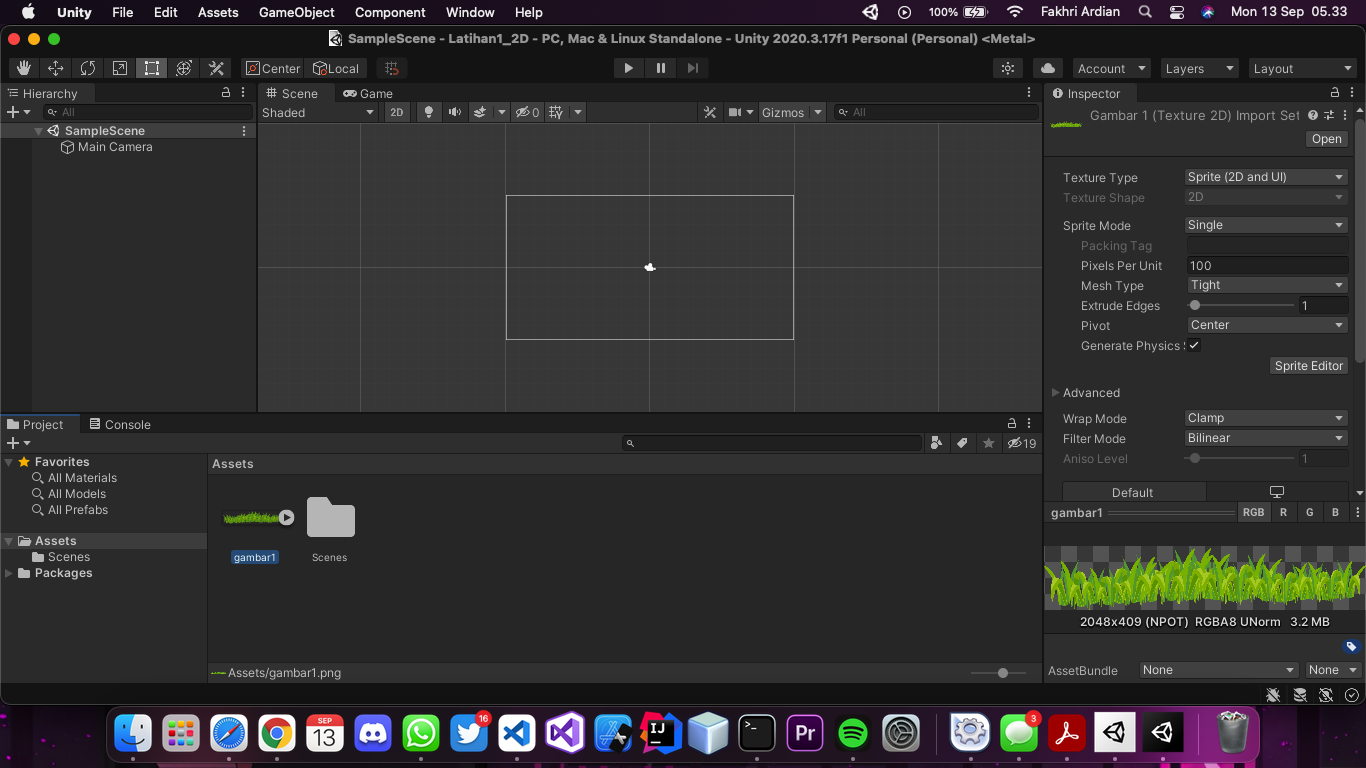 Unity File Edit Assets GameObject Component Window Help 100% Fakhri Ardian Mon 13 Sep 05.33
SampleScene - Latihan1_2D - PC, Mac & Linux Standalone - Unity 2020.3.17f1 Personal (Personal) <Metal>
Center Local Account Layers Layout
Hierarchy
All
SampleScene
Main Camera
Scene Game
Shaded 2D 0 Gizmos All
Inspector
Gambar 1 (Texture 2D) Import Set
Open
Texture Type Sprite (2D and UI)
Texture Shape 2D
Sprite Mode Single
Packing Tag
Pixels Per Unit 100
Mesh Type Tight
Extrude Edges 1
Pivot Center
Generate Physics S
Sprite Editor
Advanced
Wrap Mode Clamp
Filter Mode Bilinear
Aniso Level 1
Default
gambar1 RGB R G B
2048x409 (NPOT) RGBA8 UNorm 3.2 MB
AssetBundle None None
Project Console
19
Favorites
All Materials
All Models
All Prefabs
Assets
Scenes
Packages
Assets
gambar1 Scenes
Assets/gambar1.png
SEP
13
16
IJ
Pr
3